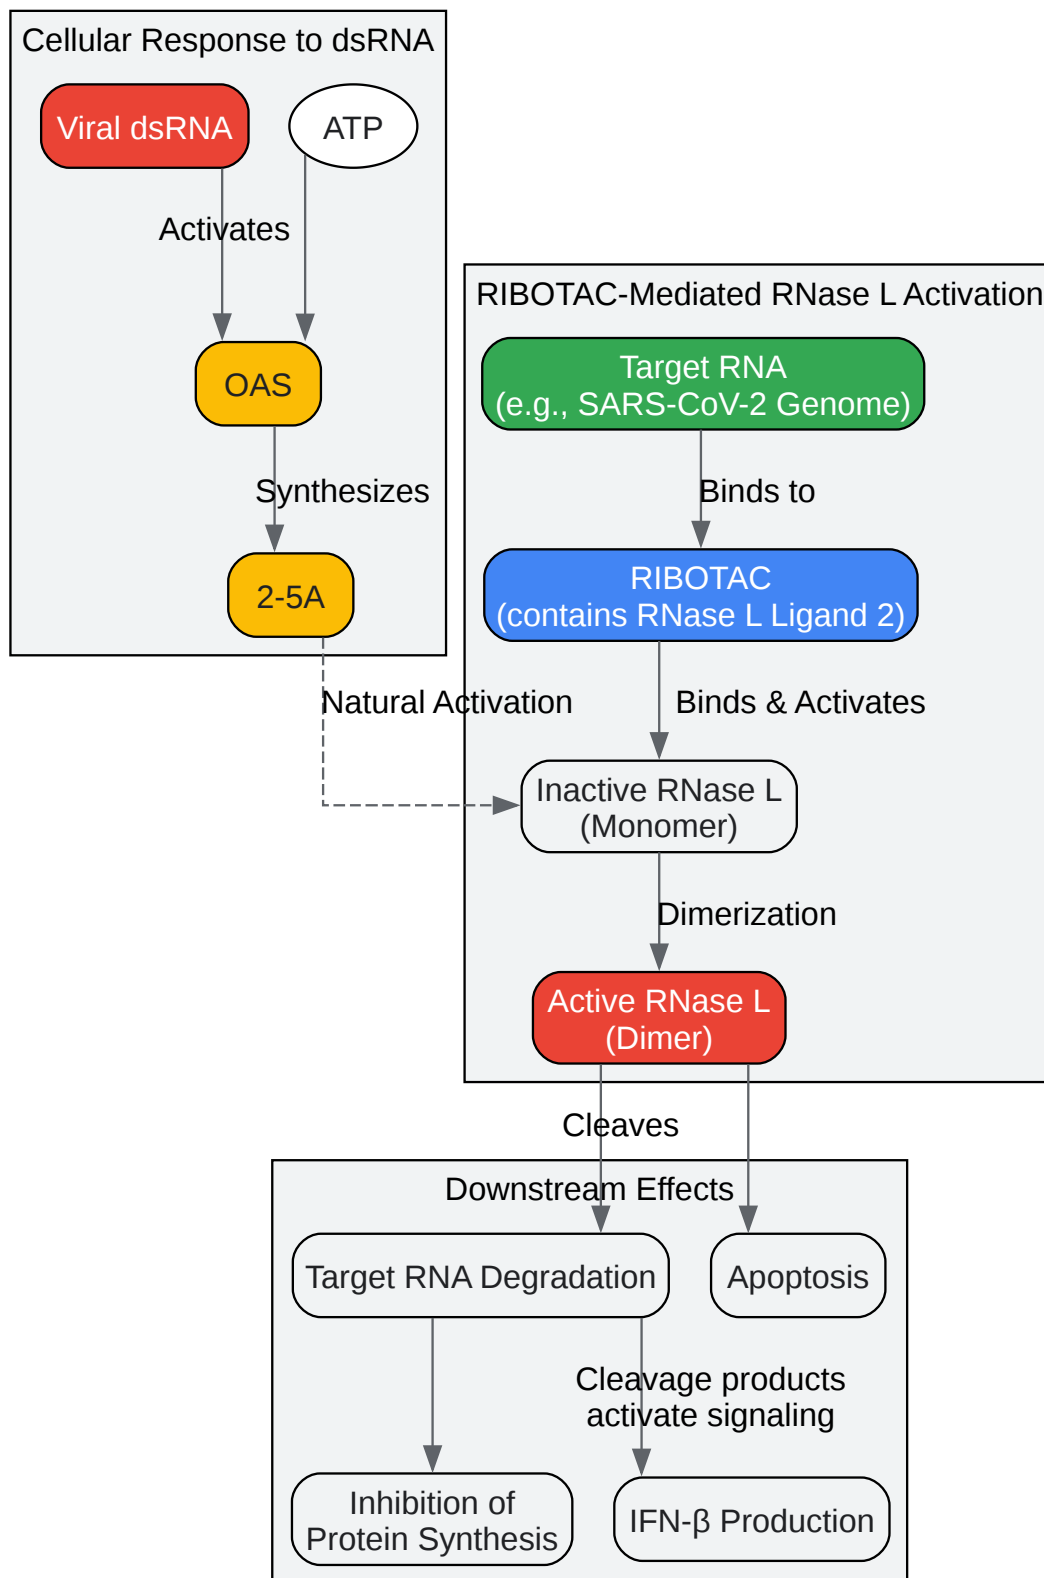 Cellular Response to dsRNA
Viral dsRNA
ATP
Activates
OAS
Synthesizes
2-5A
RIBOTAC-Mediated RNase L Activation
Target RNA
(e.g., SARS-CoV-2 Genome)
Binds to
RIBOTAC
(contains RNase L Ligand 2)
Natural Activation
Binds & Activates
Inactive RNase L
(Monomer)
Dimerization
Active RNase L
(Dimer)
Cleaves
Downstream Effects
Target RNA Degradation
Apoptosis
Cleavage products
activate signaling
Inhibition of
Protein Synthesis
IFN-β Production